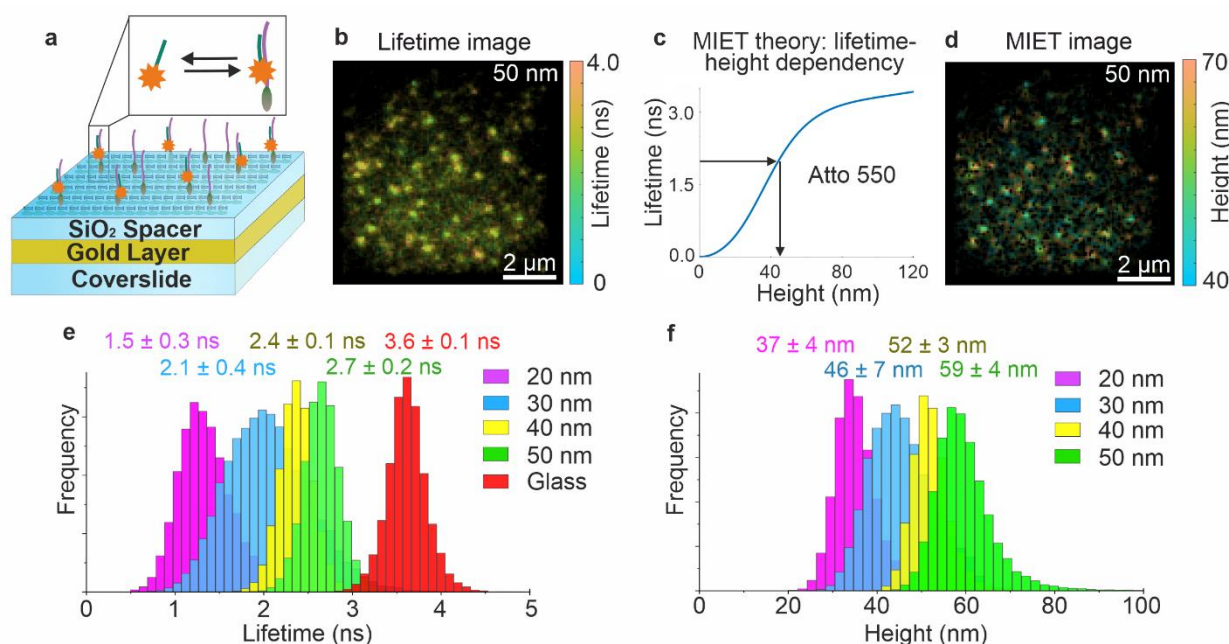 a
SiO₂ Spacer
Gold Layer
Coverslide
b
Lifetime image
50 nm
2 µm
4.0
Lifetime (ns)
0
c
MIET theory: lifetime-
height dependency
3.0
1.5
0.0
Lifetime (ns)
Atto 550
0
40
80
120
Height (nm)
d
MIET image
50 nm
2 µm
70
Height (nm)
40
e
1.5 ± 0.3 ns
2.4 ± 0.1 ns
3.6 ± 0.1 ns
2.1 ± 0.4 ns
2.7 ± 0.2 ns
20 nm
30 nm
40 nm
50 nm
Glass
Frequency
0
1
2
3
4
5
Lifetime (ns)
f
37 ± 4 nm
52 ± 3 nm
46 ± 7 nm
59 ± 4 nm
20 nm
30 nm
40 nm
50 nm
Frequency
0
20
40
60
80
100
Height (nm)